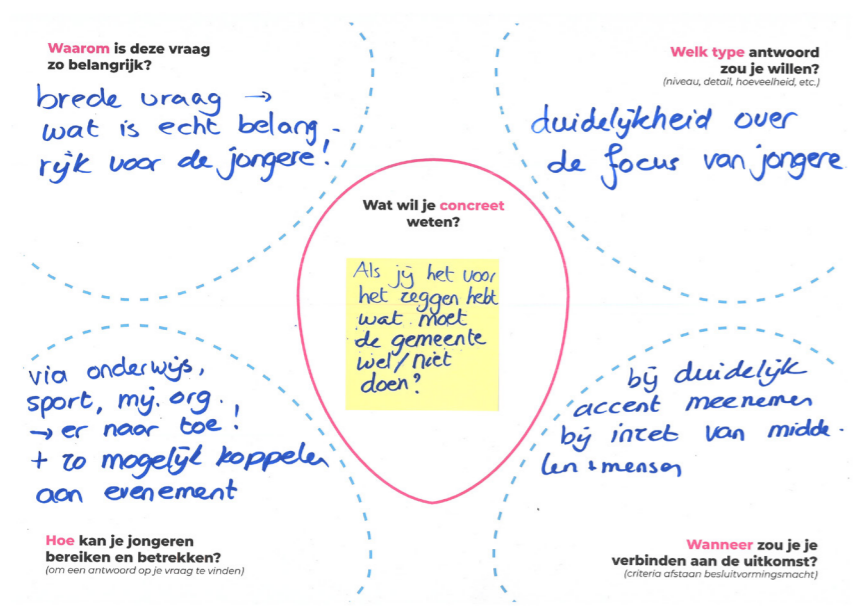 Waarom is deze vraag
zo belangrijk?
brede vraag →
wat is echt belang-
rijk voor de jongere!
Welk type antwoord
zou je willen?
(niveau, detail, hoeveelheid, etc.)
duidelijkheid over
de focus van jongere
Wat wil je concreet
weten?
Als jij het voor
het zeggen hebt
wat moet
de gemeente
wel/niet
doen?
via onderwijs,
sport, mij. org.
→ er naar toe!
+ zo mogelijk koppelen
aan evenement
Hoe kan je jongeren
bereiken en betrekken?
(om een antwoord op je vraag te vinden)
bij duidelijk
accent meenemen
bij inzet van midde-
len + mensen
Wanneer zou je je
verbinden aan de uitkomst?
(criteria afstaan besluitvormingsmacht)